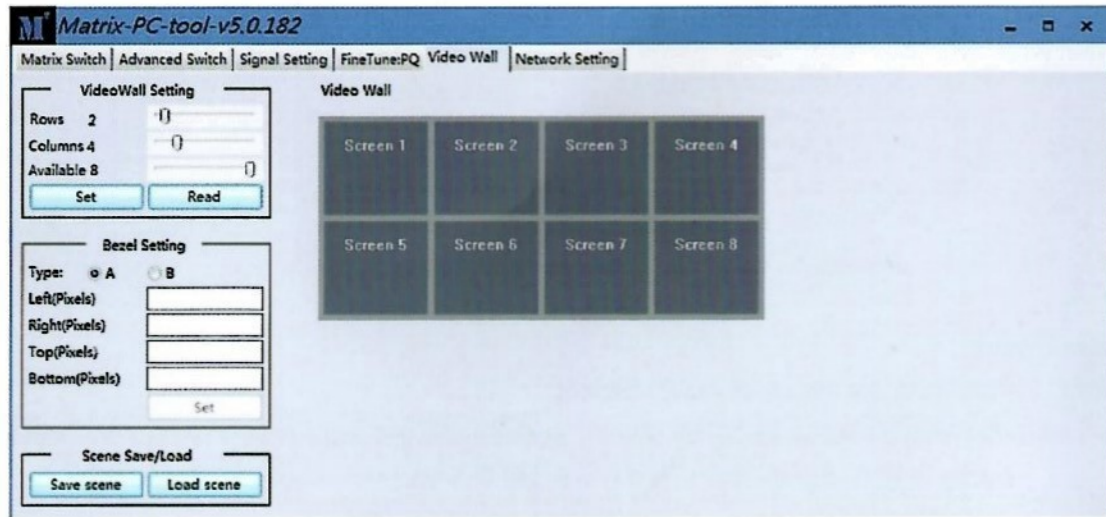 M Matrix-PC-tool-v5.0.182
Matrix Switch Advanced Switch Signal Setting FineTune:PQ Video Wall Network Setting
VideoWall Setting
Rows 2
Columns 4
Available 8
Set Read
Bezel Setting
Type: A B
Left(Pixels)
Right(Pixels)
Top(Pixels)
Bottom(Pixels)
Set
Scene Save/Load
Save scene Load scene
Video Wall
Screen 1 Screen 2 Screen 3 Screen 4
Screen 5 Screen 6 Screen 7 Screen 8